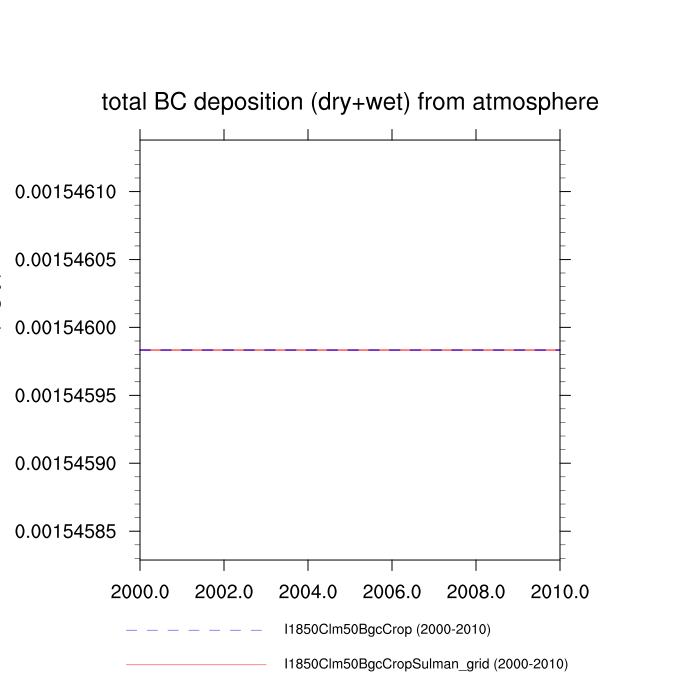 total BC deposition (dry+wet) from atmosphere
0.00154610
0.00154605
0.00154600
0.00154595
0.00154590
0.00154585
2000.0 2002.0 2004.0 2006.0 2008.0 2010.0
I1850Clm50BgcCrop (2000-2010)
I1850Clm50BgcCropSulman_grid (2000-2010)